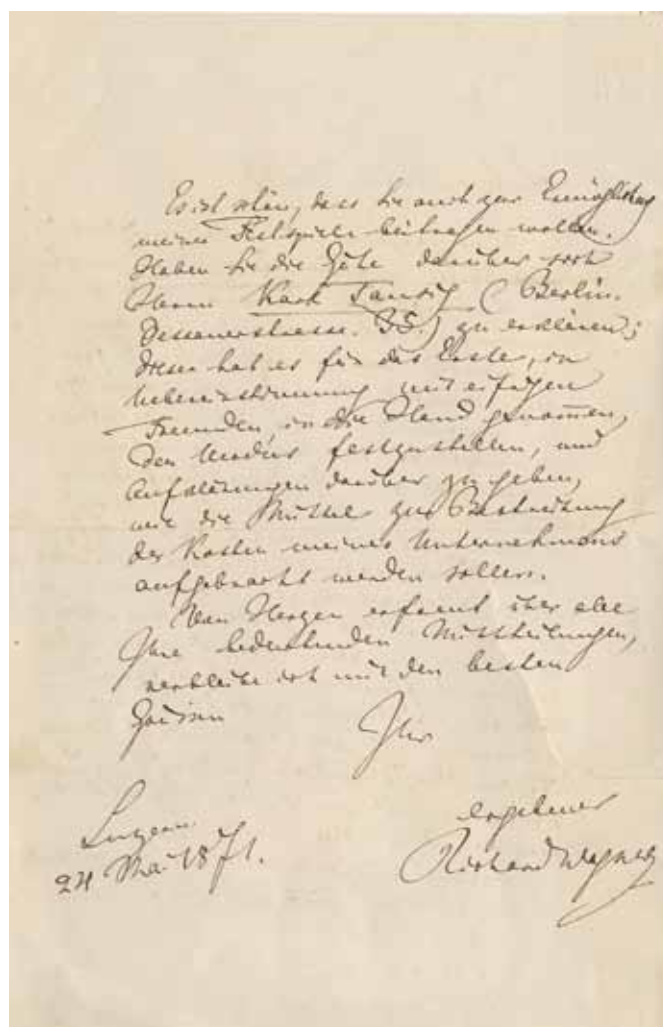 Es ist schön, dass Sie auch zur Ermöglichung
meiner Festspiele beitragen wollen.
Haben Sie die Güte darüber sich
Herrn Karl Tausig (Berlin.
Dessauerstrasse. 35.) zu erklären;
dieser hat es für das Erste, in
Uebereinstimmung mit eifrigen
Freunden, in die Hand genommen,
den Modus festzustellen, und
Aufklärungen darüber zu geben,
wie die Mittel zur Bestreitung
der Kosten meines Unternehmens
aufgebracht werden sollen.
Von Herzen erfreut über alle
Ihre bedeutenden Mittheilungen,
verbleibe ich mit den besten
Grüssen
Ihr
ergebener
Richard Wagner
Luzern
24 Mai 1871.